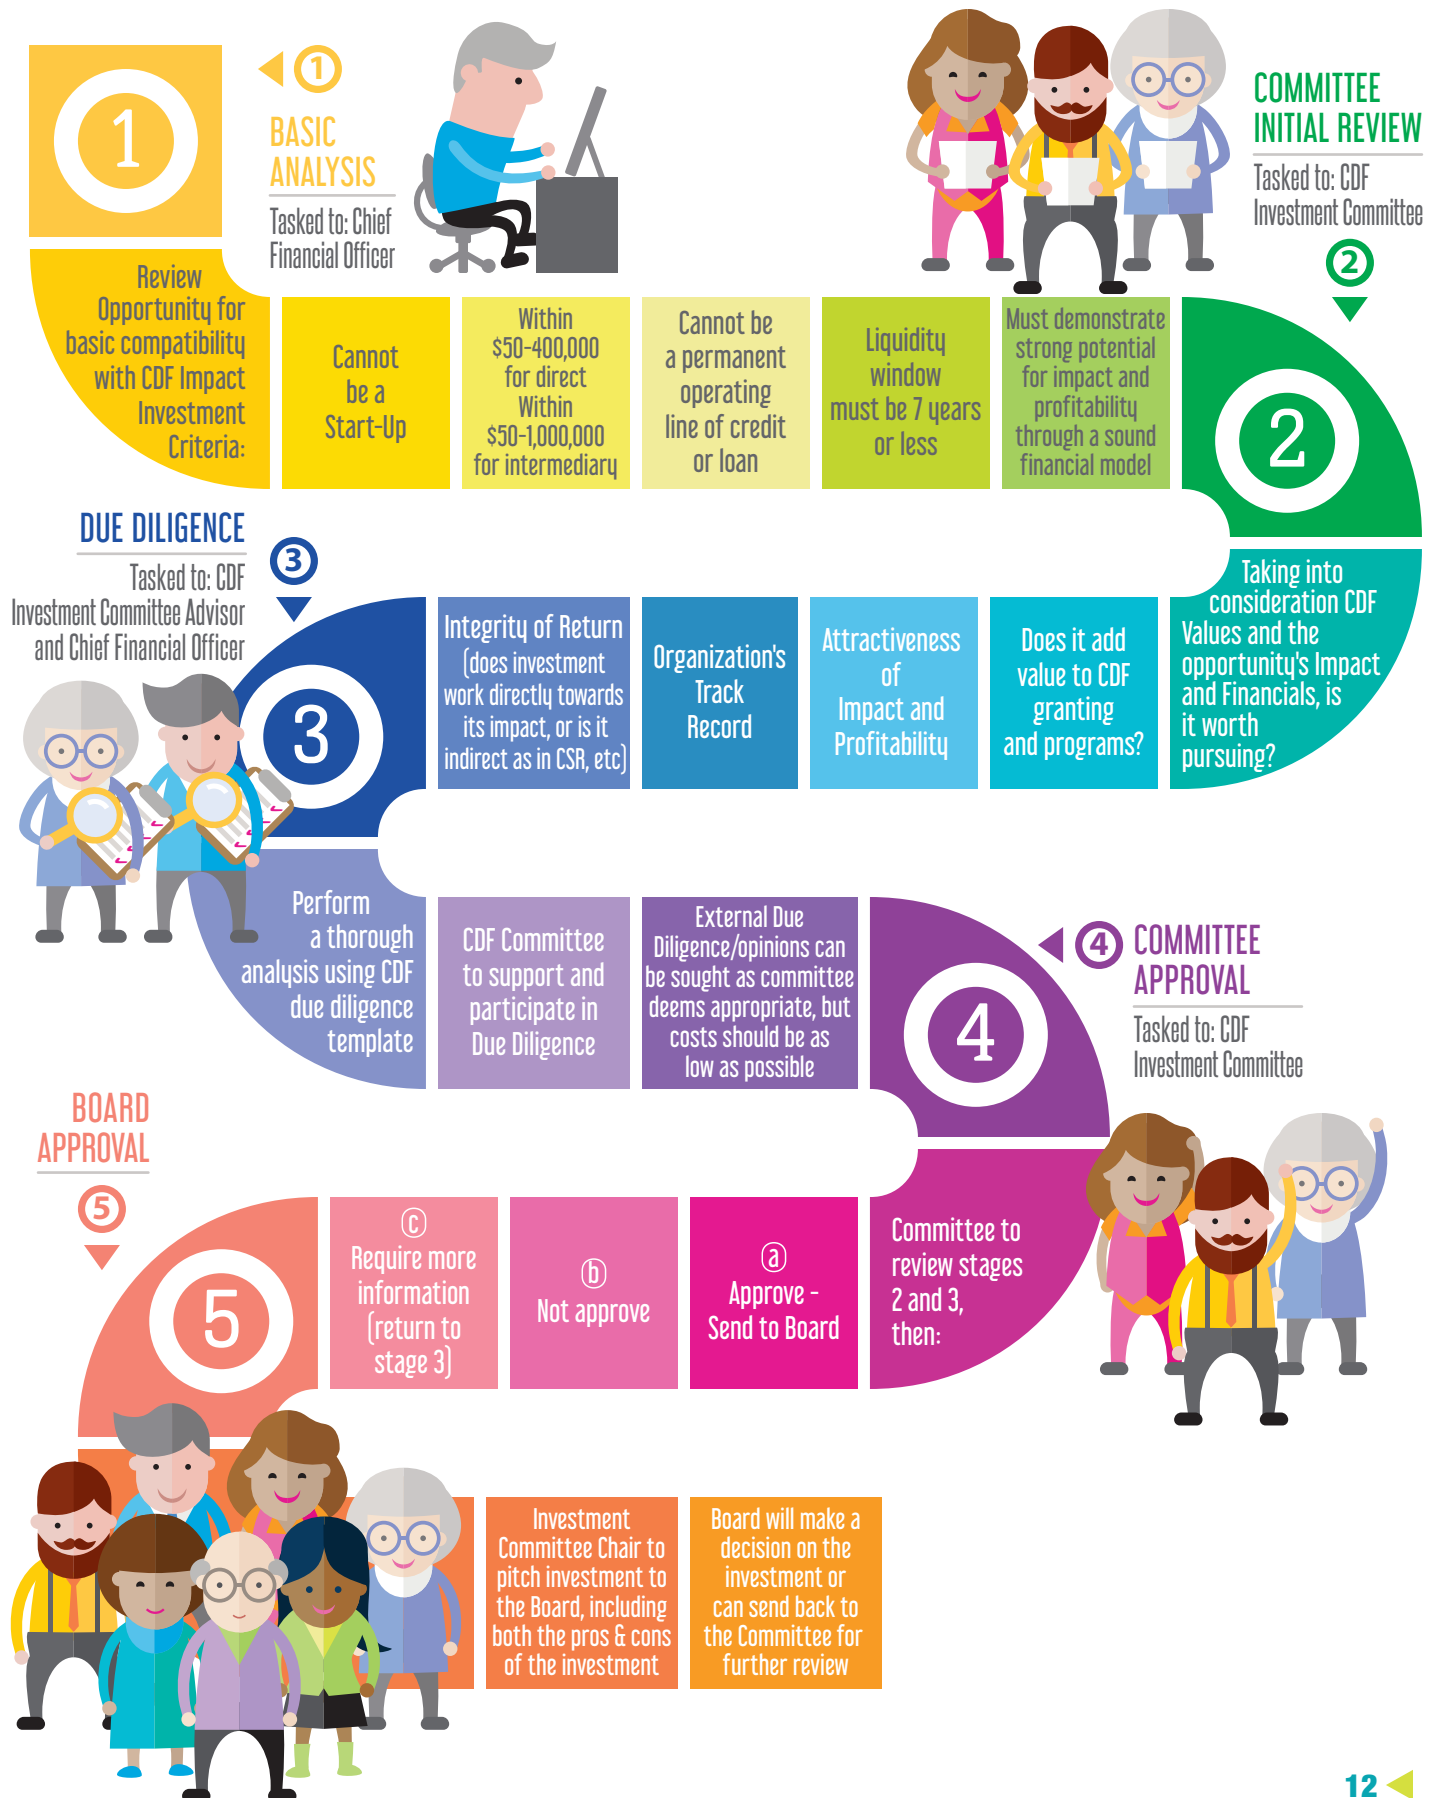 1
1
BASIC
ANALYSIS
Tasked to: Chief
Financial Officer
COMMITTEE
INITIAL REVIEW
Tasked to: CDF
Investment Committee
2
Review
Opportunity for
basic compatibility
with CDF Impact
Investment
Criteria:
Cannot
be a
Start-Up
Within
$50-400,000
for direct
Within
$50-1,000,000
for intermediary
Cannot be
a permanent
operating
line of credit
or loan
Liquidity
window
must be 7 years
or less
Must demonstrate
strong potential
for impact and
profitability
through a sound
financial model
2
Taking into
consideration CDF
Values and the
opportunity's Impact
and Financials, is
it worth
pursuing?
Does it add
value to CDF
granting
and programs?
Attractiveness
of
Impact and
Profitability
Organization's
Track
Record
Integrity of Return
(does investment
work directly towards
its impact, or is it
indirect as in CSR, etc)
DUE DILIGENCE
Tasked to: CDF
Investment Committee Advisor
and Chief Financial Officer
3
3
Perform
a thorough
analysis using CDF
due diligence
template
CDF Committee
to support and
participate in
Due Diligence
External Due
Diligence/opinions can
be sought as committee
deems appropriate, but
costs should be as
low as possible
4
4
COMMITTEE
APPROVAL
Tasked to: CDF
Investment Committee
Committee to
review stages
2 and 3,
then:
a
Approve -
Send to Board
b
Not approve
c
Require more
information
(return to
stage 3)
BOARD
APPROVAL
5
5
Investment
Committee Chair to
pitch investment to
the Board, including
both the pros & cons
of the investment
Board will make a
decision on the
investment or
can send back to
the Committee for
further review
12